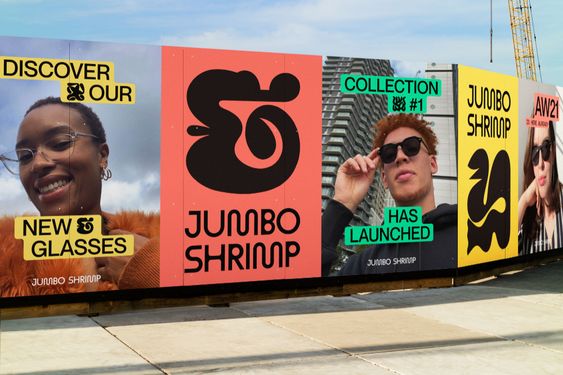 DISCOVER
OUR
NEW
GLASSES
JUMBO SHRIMP
JUMBO
SHRIMP
COLLECTION
#1
HAS
LAUNCHED
JUMBO SHRIMP
JUMBO
SHRIMP
AW21